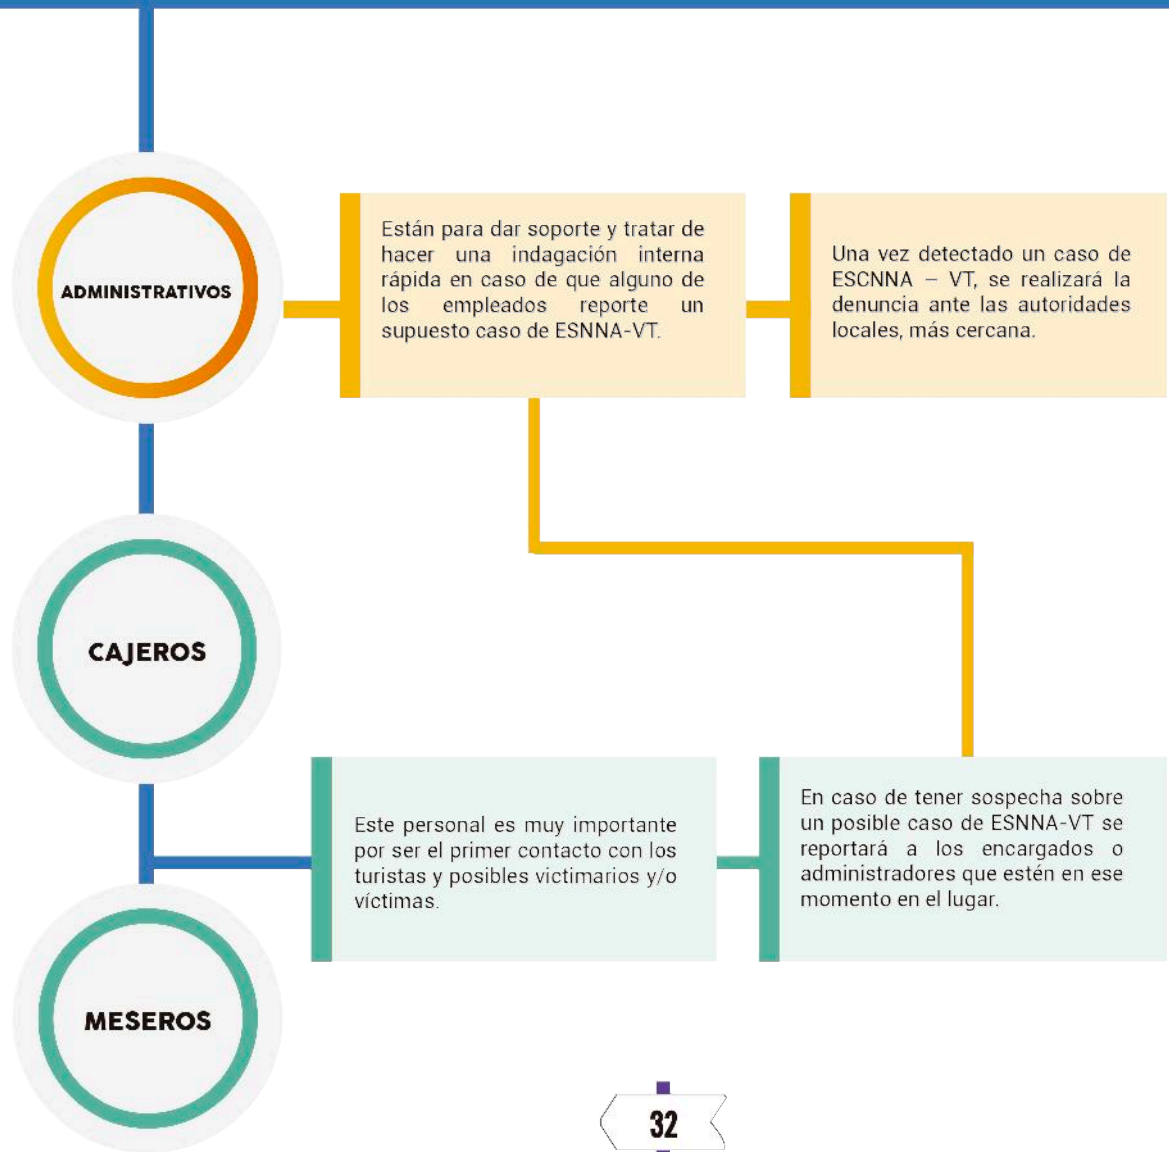 ADMINISTRATIVOS
Están para dar soporte y tratar de
hacer una indagación interna
rápida en caso de que alguno de
los empleados reporte un
supuesto caso de ESNNA-VT.
Una vez detectado un caso de
ESCNNA – VT, se realizará la
denuncia ante las autoridades
locales, más cercana.
CAJEROS
Este personal es muy importante
por ser el primer contacto con los
turistas y posibles victimarios y/o
víctimas.
En caso de tener sospecha sobre
un posible caso de ESNNA-VT se
reportará a los encargados o
administradores que estén en ese
momento en el lugar.
MESEROS
32